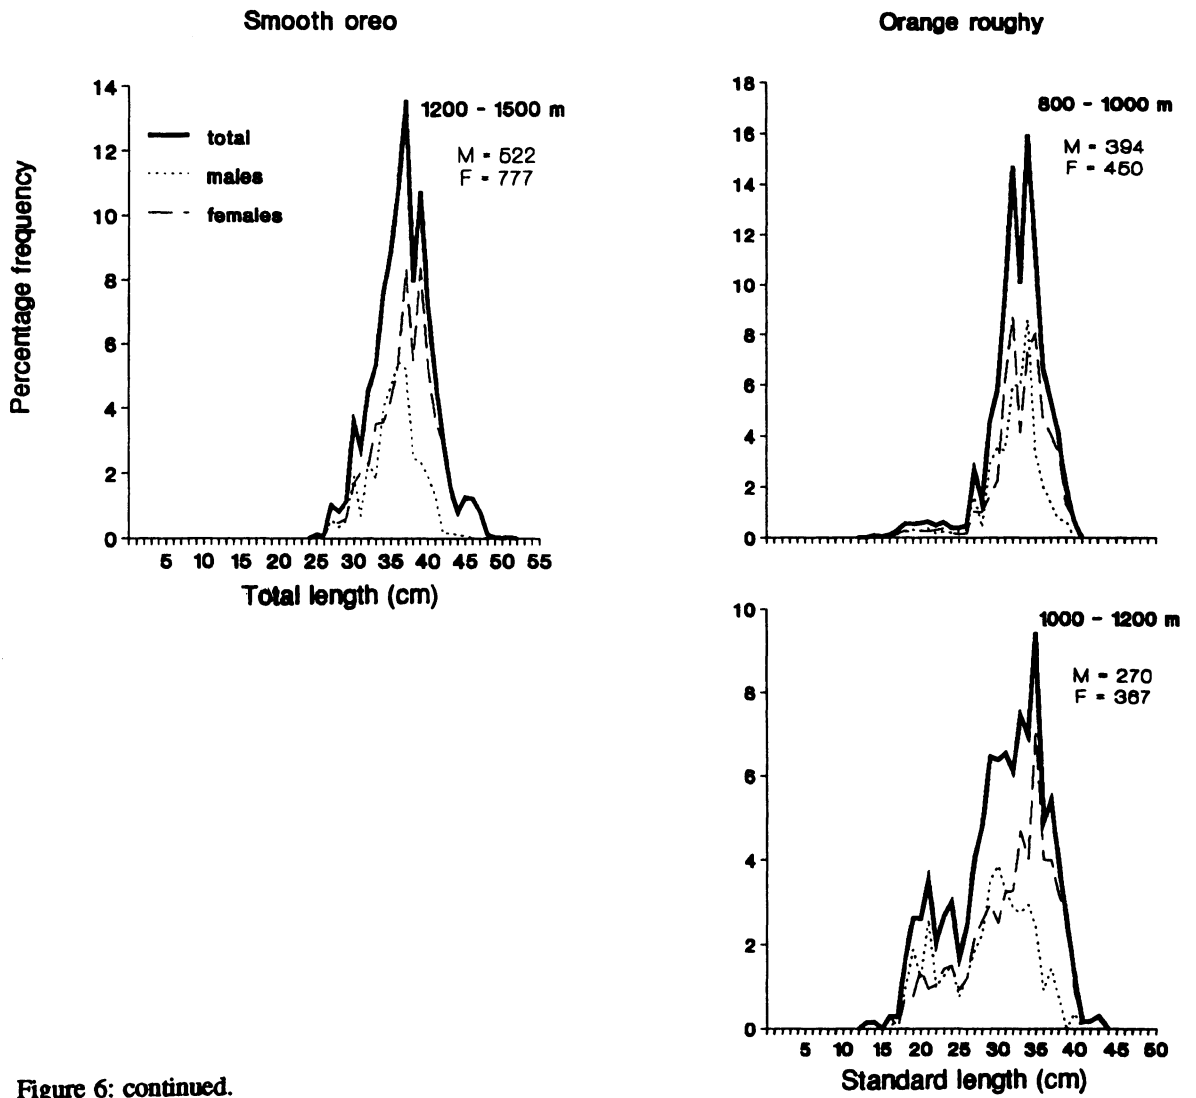 Smooth oreo
Orange roughy
Percentage frequency
14
12
10
8
6
4
2
0
total
males
females
1200 - 1500 m
M = 522
F = 777
5 10 15 20 25 30 35 40 45 50 55
Total length (cm)
18
16
14
12
10
8
6
4
2
0
800 - 1000 m
M = 394
F = 450
10
8
6
4
2
0
1000 - 1200 m
M = 270
F = 367
5 10 15 20 25 30 35 40 45 50
Standard length (cm)
Figure 6: continued.